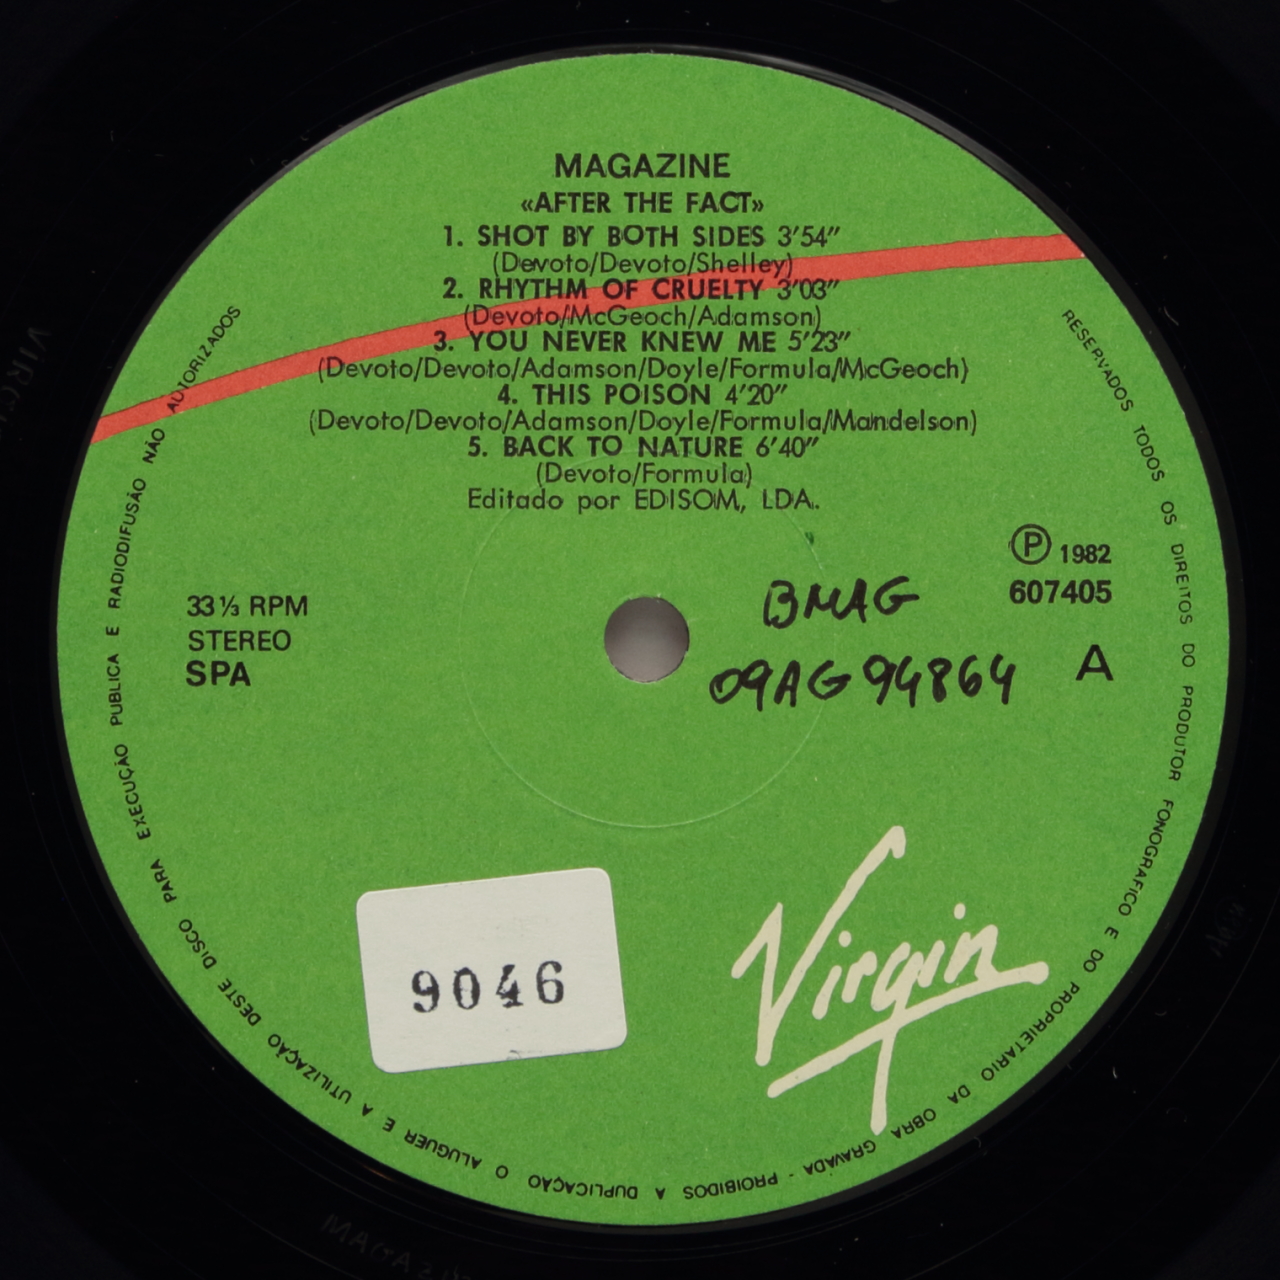 MAGAZINE
«AFTER THE FACT»
1. SHOT BY BOTH SIDES 3'54"
(Devoto/Devoto/Shelley)
2. RHYTHM OF CRUELTY 3'03"
(Devoto/McGeoch/Adamson)
3. YOU NEVER KNEW ME 5'23"
(Devoto/Devoto/Adamson/Doyle/Formula/McGeoch)
4. THIS POISON 4'20"
(Devoto/Devoto/Adamson/Doyle/Formula/Mandelson)
5. BACK TO NATURE 6'40"
(Devoto/Formula)
Editado por EDISOM, LDA.
33⅓ RPM
STEREO
SPA
Ⓟ 1982
607405
A
BMAG
09AG94864
9046
Virgin
RESERVADOS TODOS OS DIREITOS DO PRODUTOR FONOGRAFICO E DO PROPRIETARIO DA OBRA GRAVADA - PROIBIDOS A DUPLICAÇÃO O ALUGUER E A UTILIZAÇÃO DESTE DISCO PARA EXECUÇÃO PUBLICA E RADIODIFUSÃO NÃO AUTORIZADOS